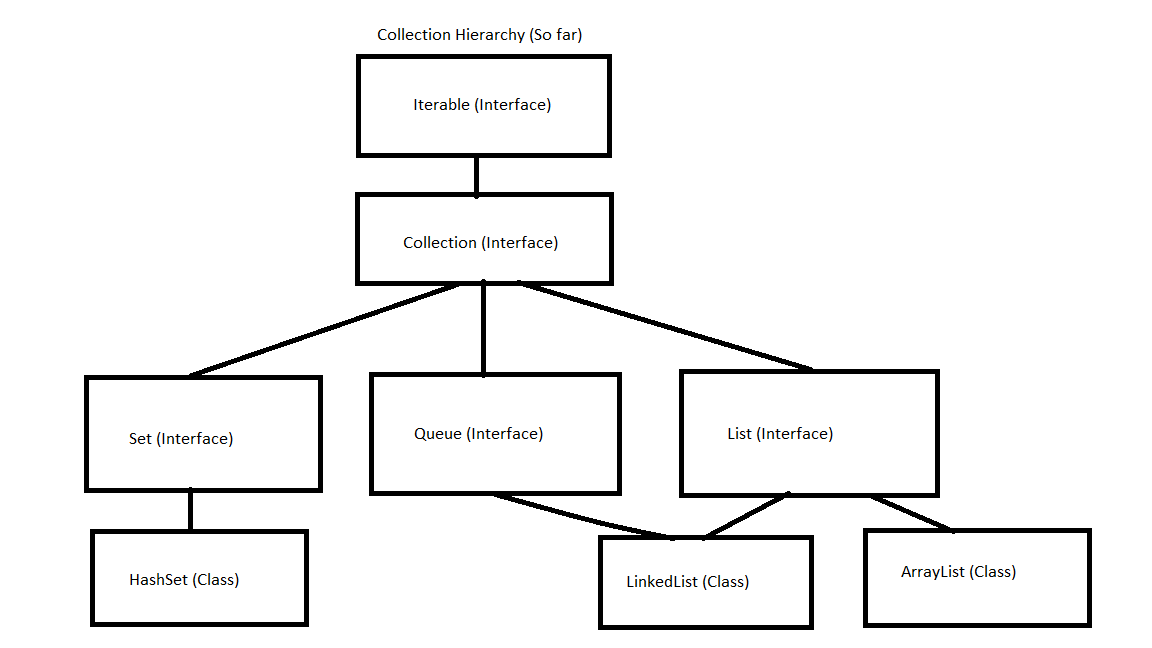 Collection Hierarchy (So far)
Iterable (Interface)
Collection (Interface)
Set (Interface)
Queue (Interface)
List (Interface)
HashSet (Class)
LinkedList (Class)
ArrayList (Class)